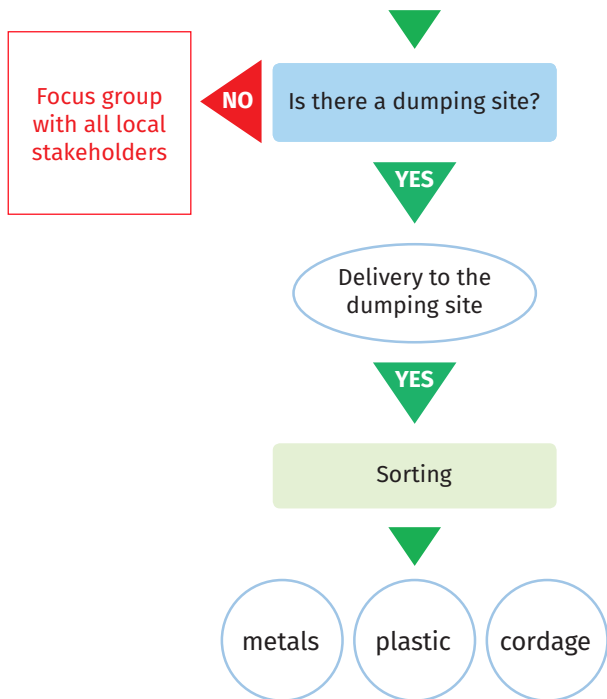 Focus group
with all local
stakeholders
NO
Is there a dumping site?
YES
Delivery to the
dumping site
YES
Sorting
metals
plastic
cordage